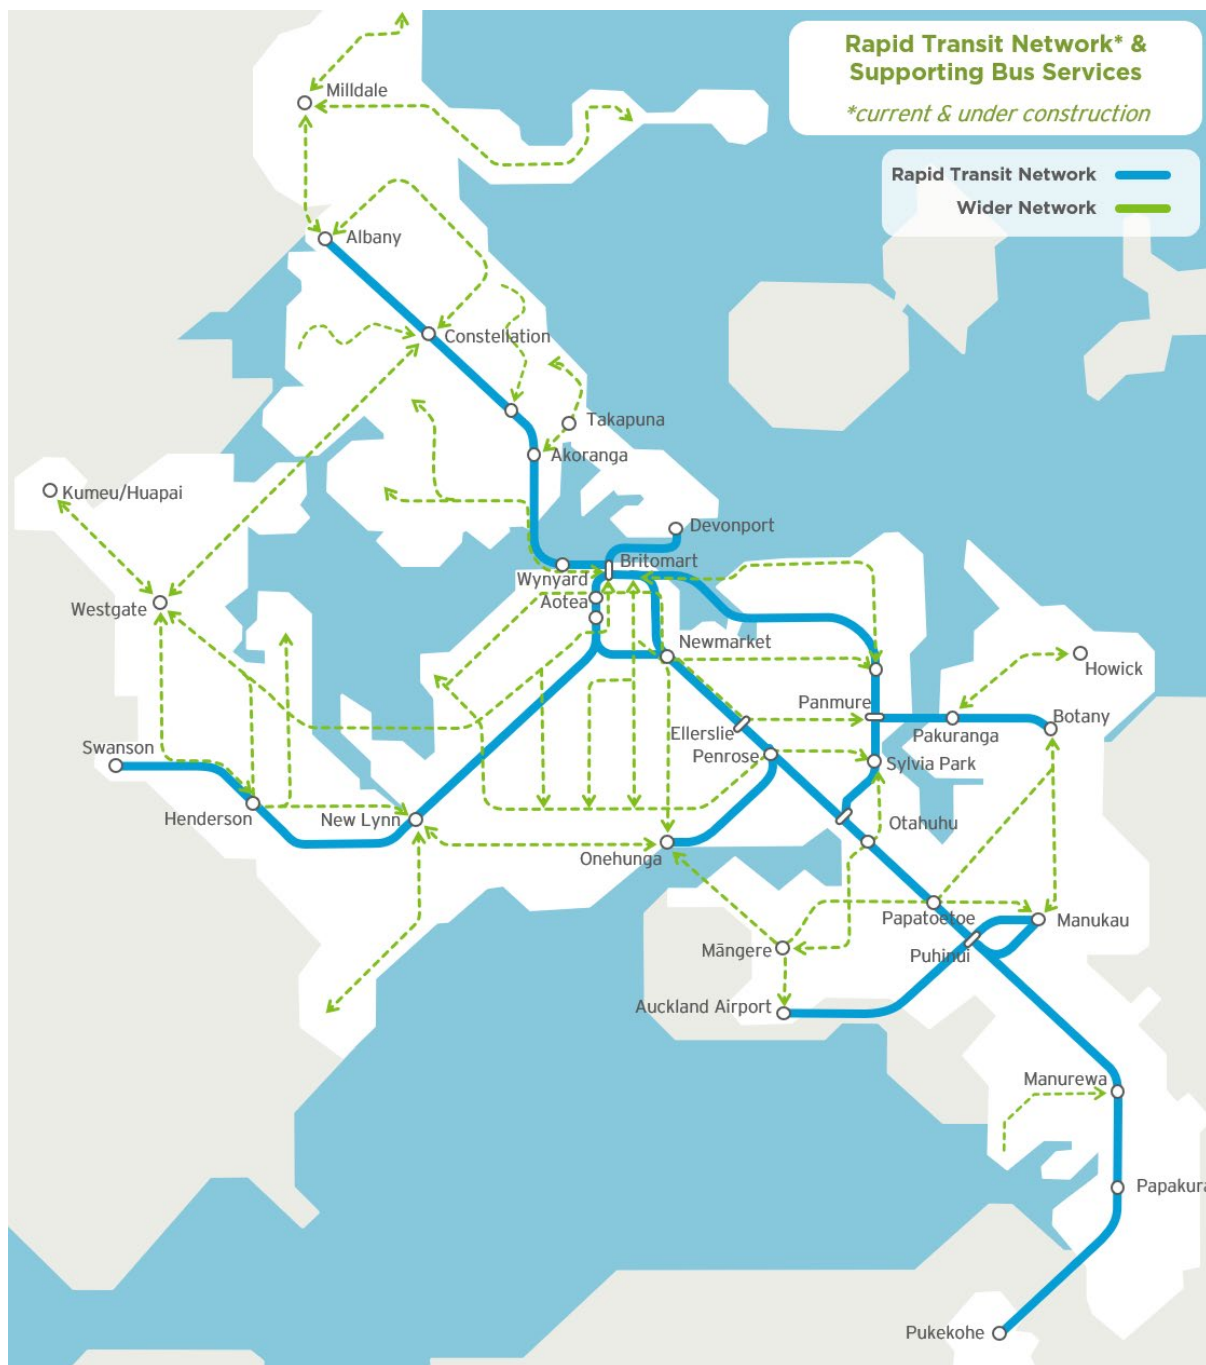 Rapid Transit Network* &
Supporting Bus Services
*current & under construction
Rapid Transit Network
Wider Network
Milldale
Albany
Constellation
Takapuna
Akoranga
Kumeu/Huapai
Devonport
Britomart
Wynyard
Aotea
Westgate
Newmarket
Howick
Panmure
Botany
Ellerslie
Pakuranga
Swanson
Penrose
Sylvia Park
Henderson
New Lynn
Otahuhu
Onehunga
Papatoetoe
Manukau
Māngere
Puhinui
Auckland Airport
Manurewa
Papakura
Pukekohe